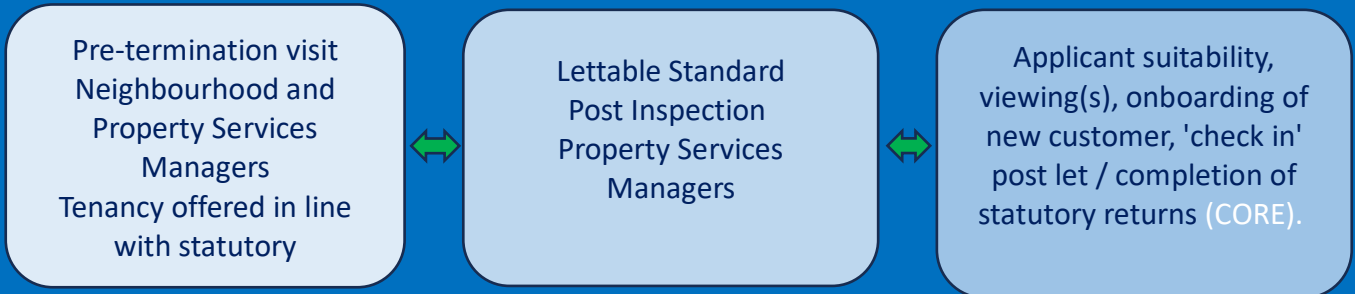 Pre-termination visit
Neighbourhood and
Property Services
Managers
Tenancy offered in line
with statutory
Lettable Standard
Post Inspection
Property Services
Managers
Applicant suitability,
viewing(s), onboarding of
new customer, 'check in'
post let / completion of
statutory returns (CORE).